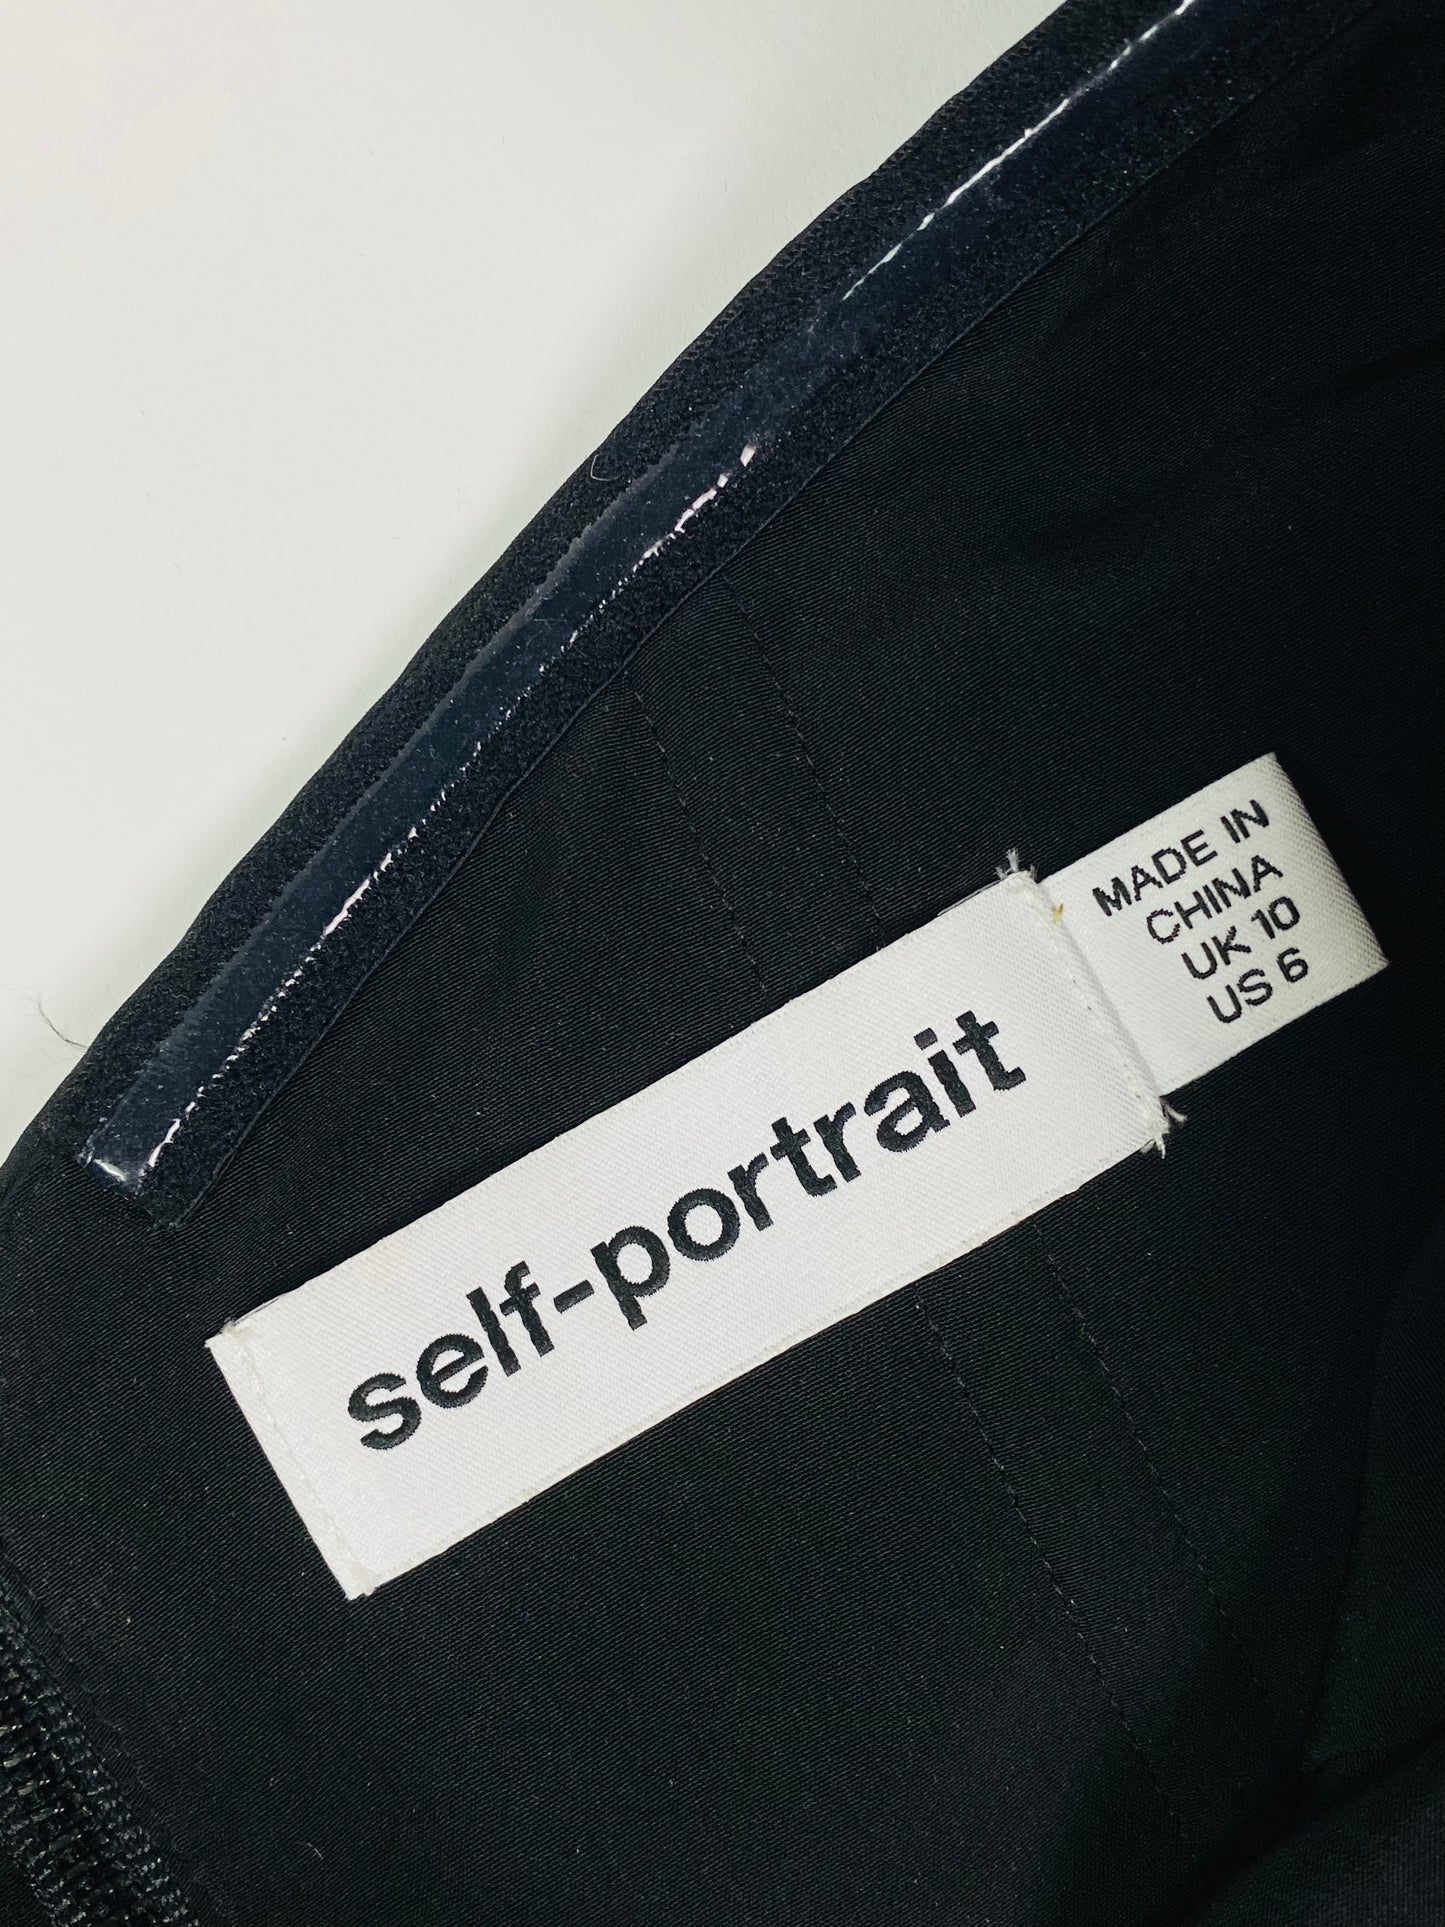 self-portrait
MADE IN
CHINA
UK 10
US 6